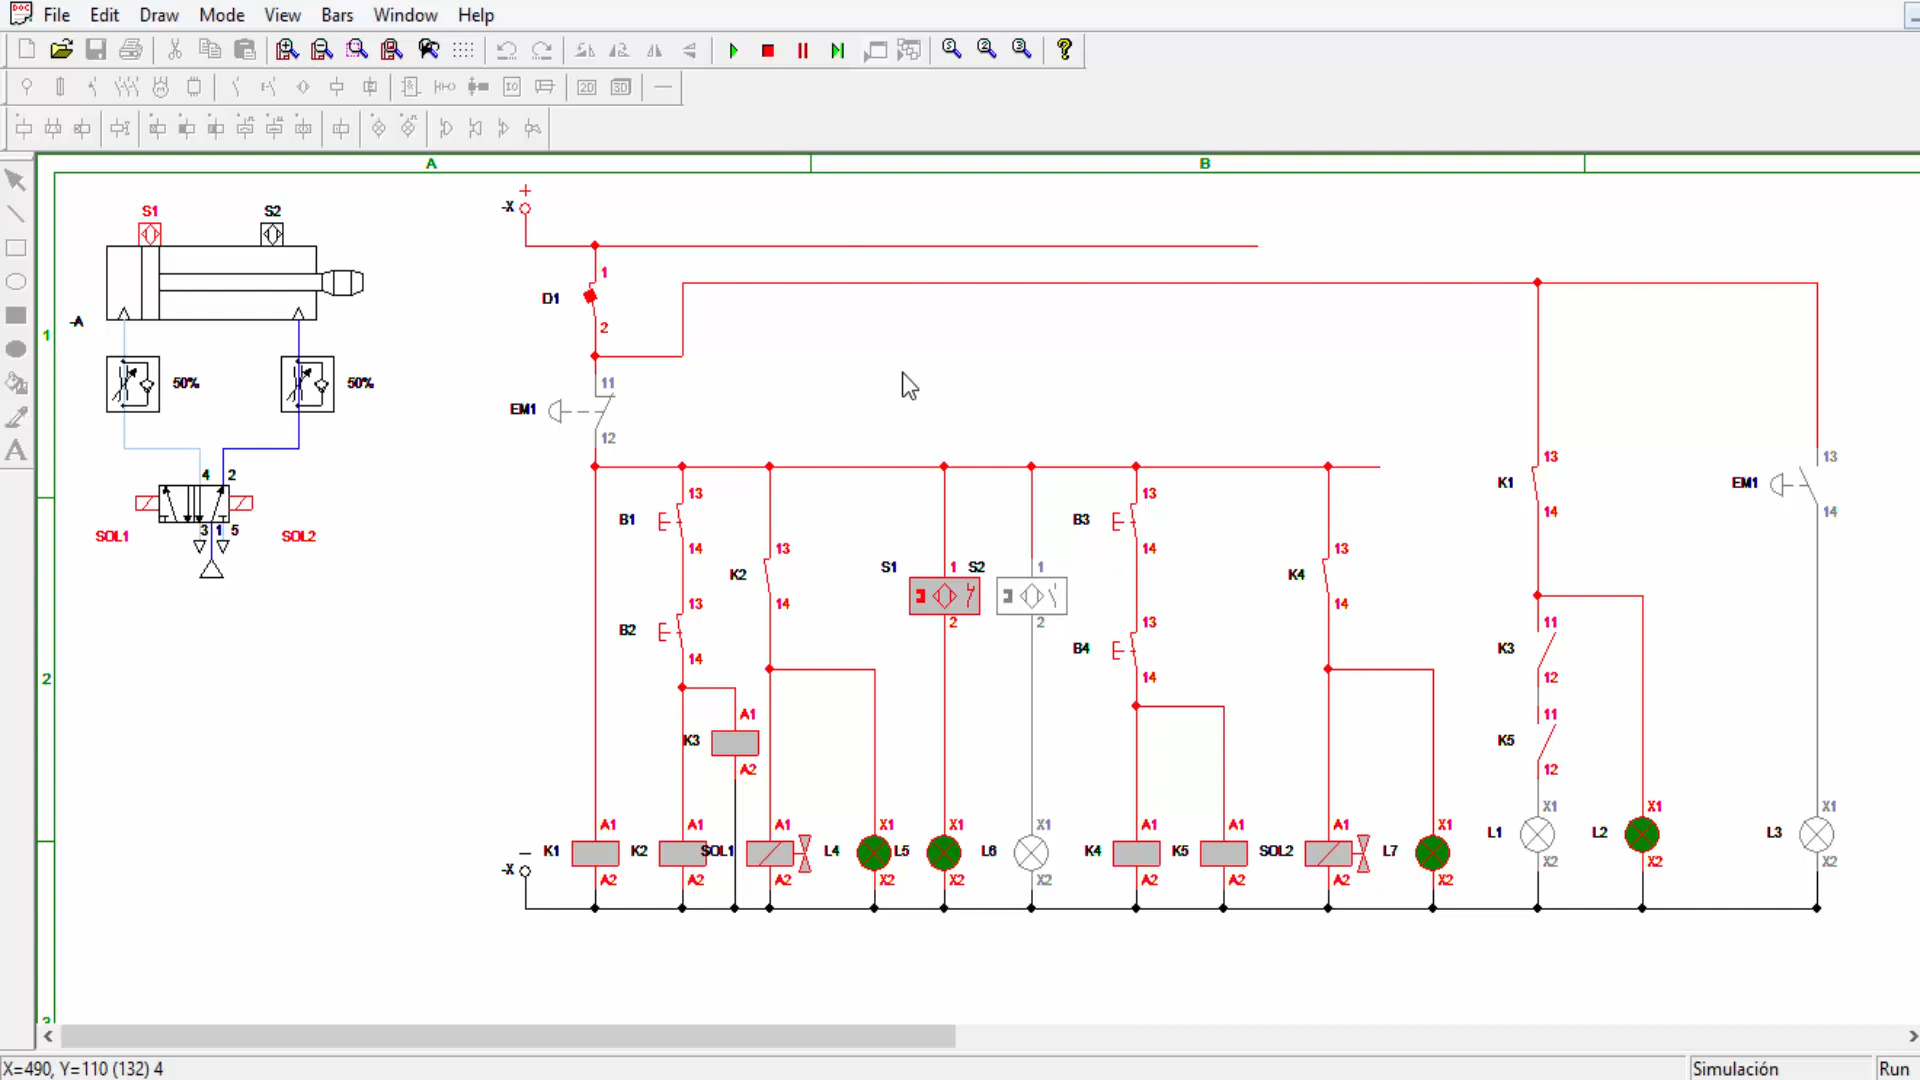 DOC File Edit Draw Mode View Bars Window Help
2D 3D
A B
+
-X
S1 S2
1
D1
2
-A
1
50% 50%
11
EM1
12
4 2
SOL1 3 1 5 SOL2
13 13 13 13
B1 B3 K1 EM1
14 14 14 14
13 13
K2 S1 1 S2 1 K4
14 14
13 13
B2 2 2 B4 11
14 14 K3
12
2
A1 11
K3 K5
A2 12
A1 A1 A1 X1 X1 X1 A1 A1 A1 X1 X1 X1 X1
L1 L2 L3
K1 K2 SOL1 L4 L5 L6 K4 K5 SOL2 L7
X2 X2 X2
A2 A2 A2 X2 X2 X2 A2 A2 A2 X2
-X
3
X=490, Y=110 (132) 4 Simulación Run